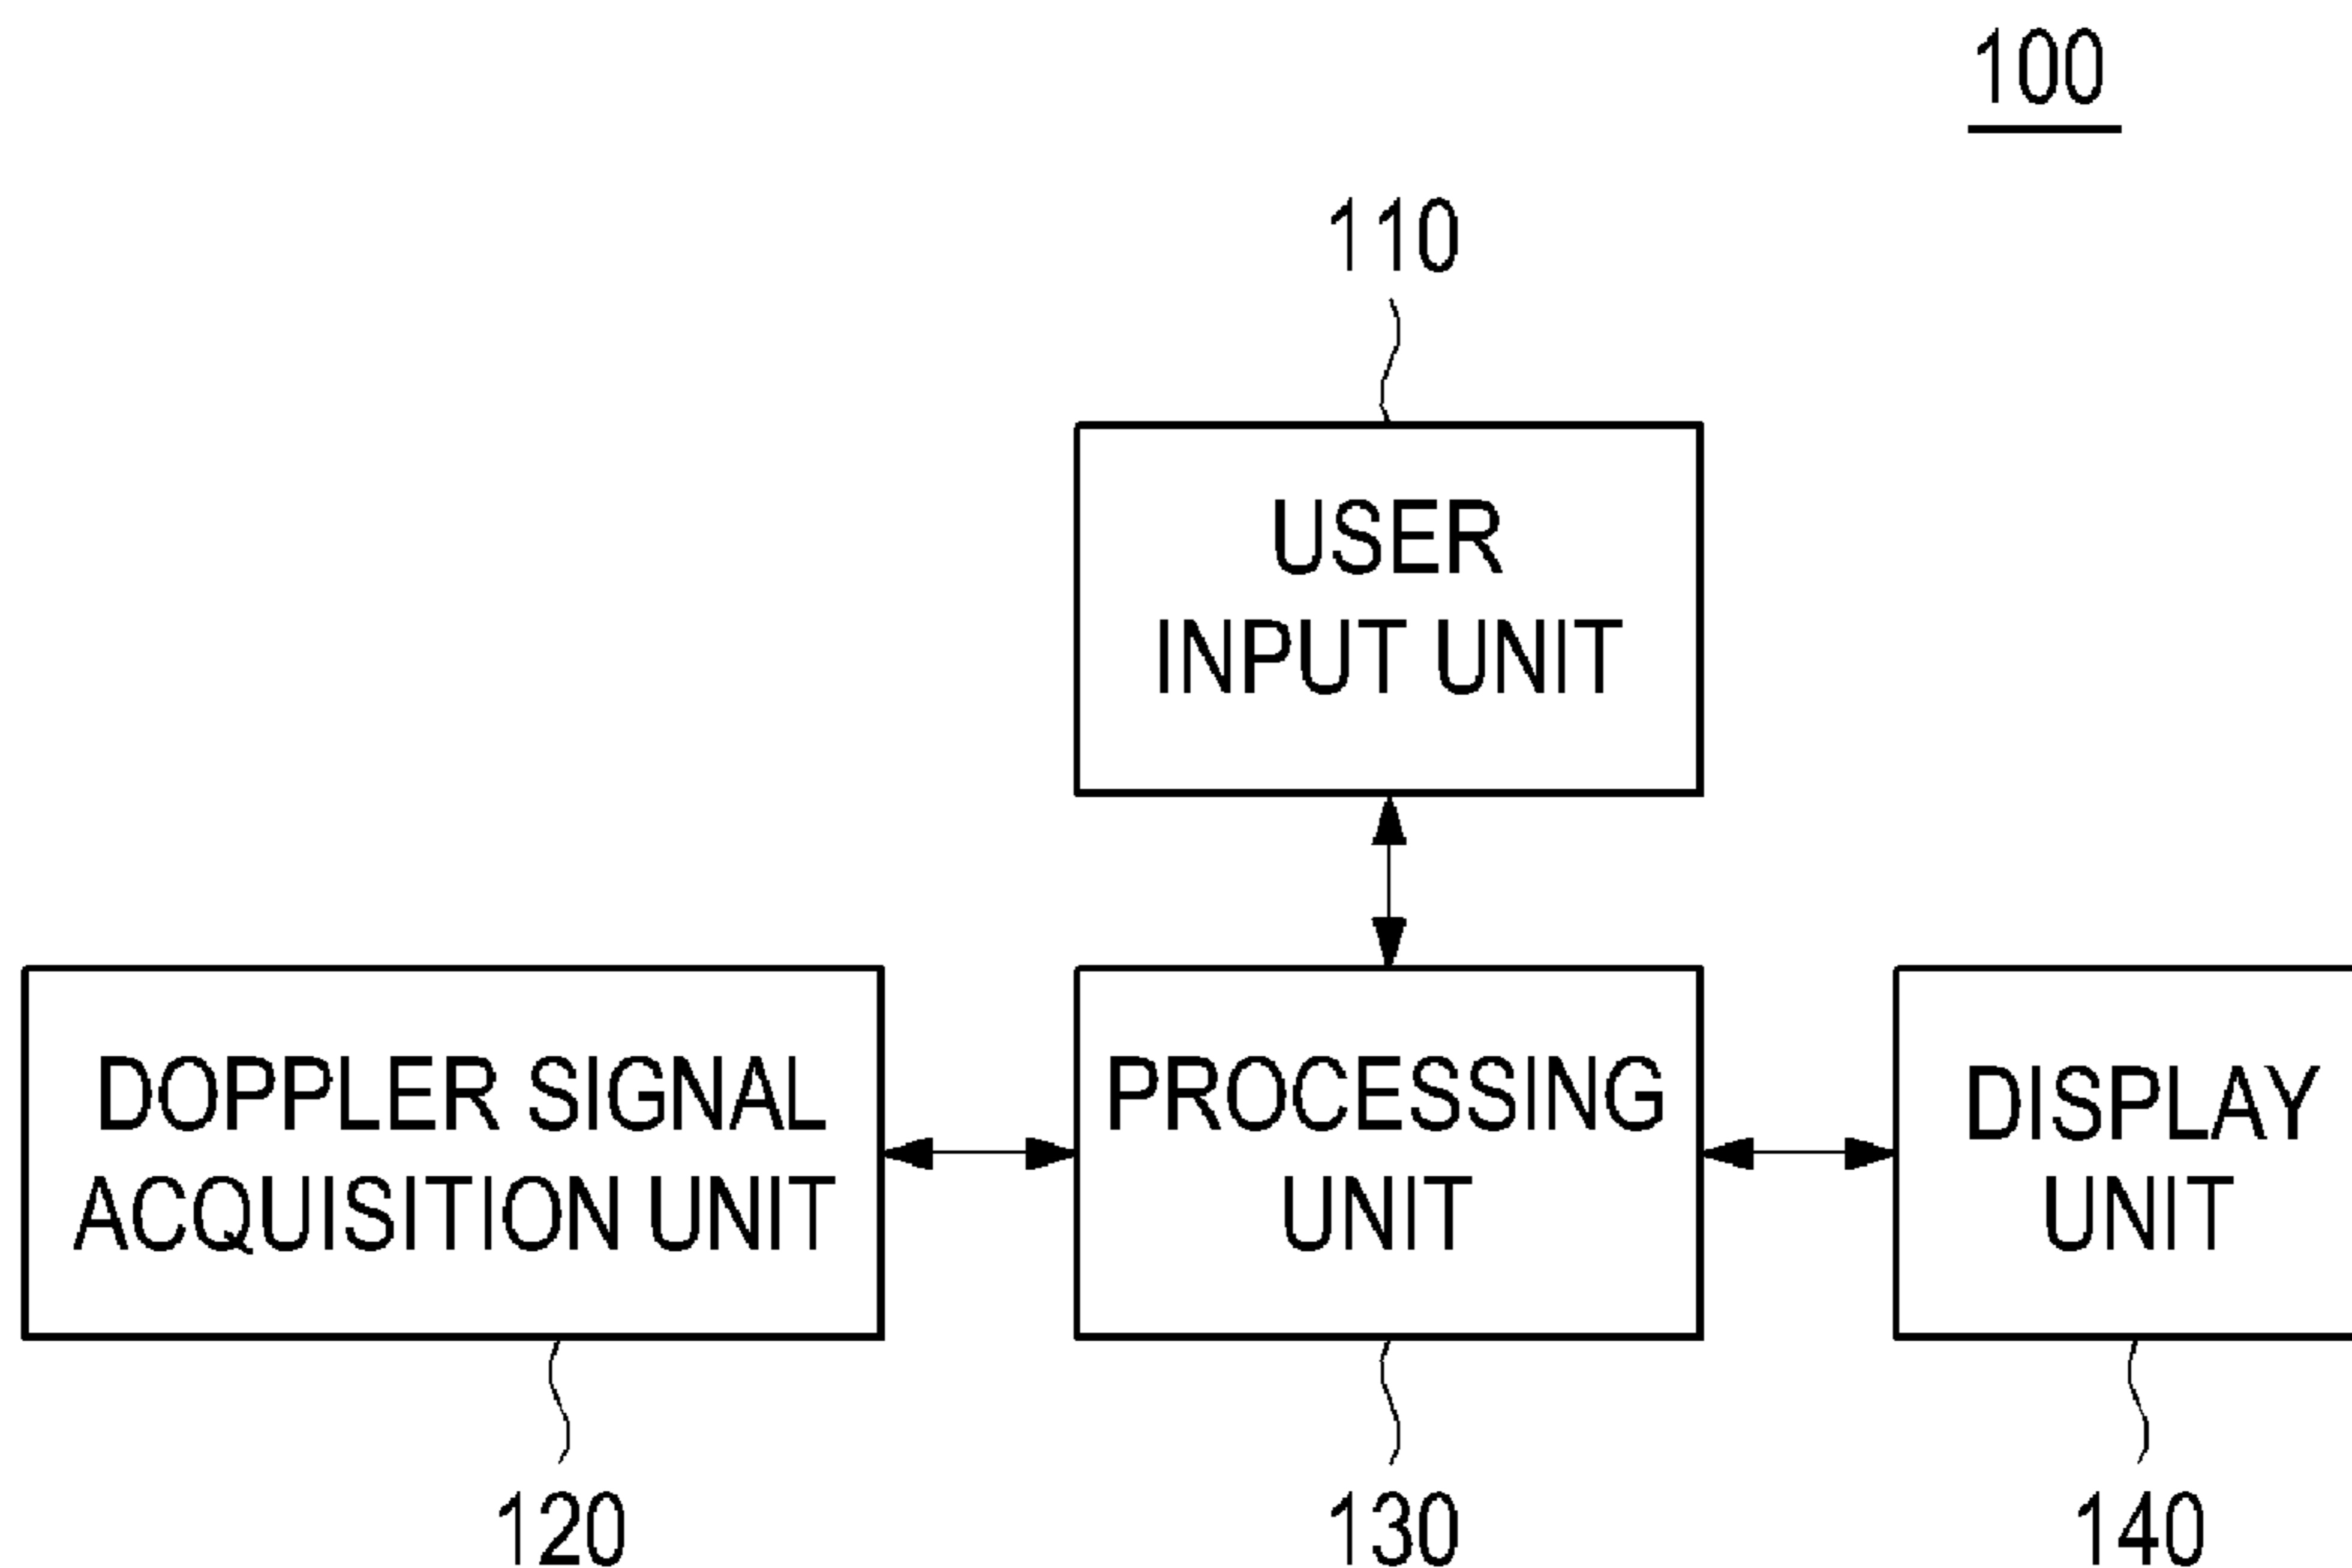 100
110
USER
INPUT UNIT
DOPPLER SIGNAL
ACQUISITION UNIT
PROCESSING
UNIT
DISPLAY
UNIT
120
130
140